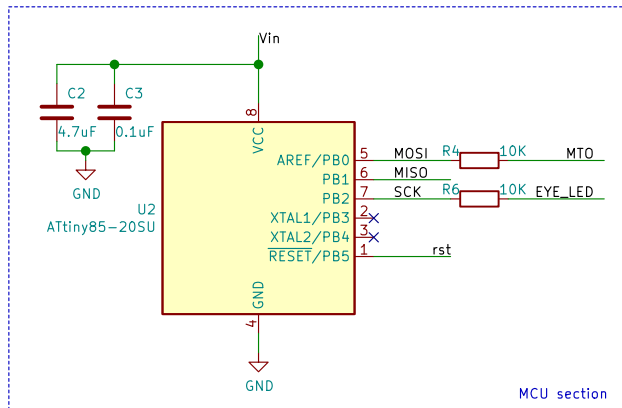 Vin
C2
C3
4.7uF
0.1uF
GND
8
VCC
U2
ATtiny85-20SU
AREF/PB0
5
MOSI
R4
10K
MTO
PB1
6
MISO
PB2
7
SCK
R6
10K
EYE_LED
XTAL1/PB3
2
XTAL2/PB4
3
RESET/PB5
1
rst
GND
4
GND
MCU section